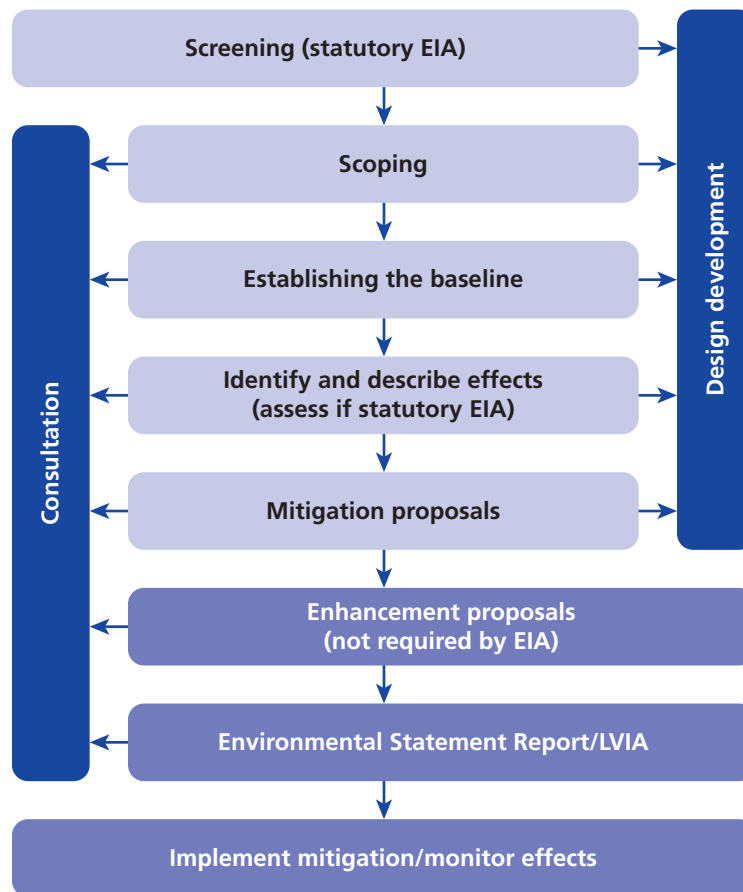 Screening (statutory EIA)
Scoping
Establishing the baseline
Identify and describe effects
(assess if statutory EIA)
Mitigation proposals
Enhancement proposals
(not required by EIA)
Environmental Statement Report/LVIA
Implement mitigation/monitor effects
Consultation
Design development